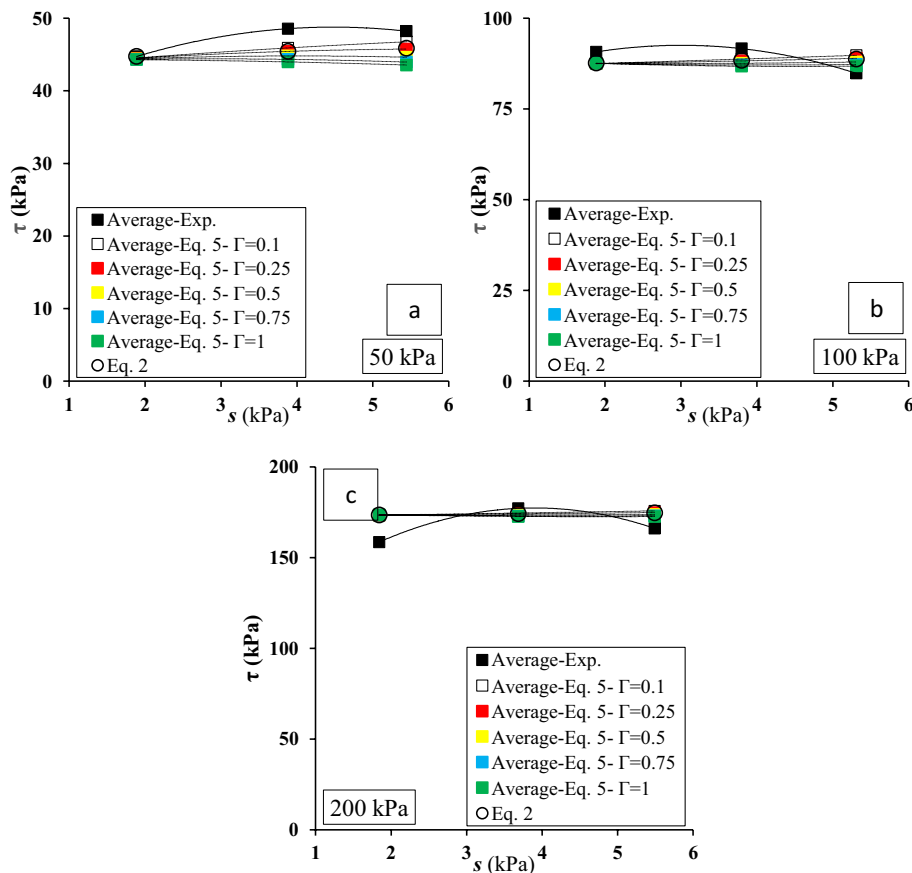 50
40
30
20
10
0
τ (kPa)
Average-Exp.
Average-Eq. 5- Γ=0.1
Average-Eq. 5- Γ=0.25
Average-Eq. 5- Γ=0.5
Average-Eq. 5- Γ=0.75
Average-Eq. 5- Γ=1
Eq. 2
a
50 kPa
1 2 3 4 5 6
s (kPa)
100
75
50
25
0
τ (kPa)
Average-Exp.
Average-Eq. 5- Γ=0.1
Average-Eq. 5- Γ=0.25
Average-Eq. 5- Γ=0.5
Average-Eq. 5- Γ=0.75
Average-Eq. 5- Γ=1
Eq. 2
b
100 kPa
1 2 3 4 5 6
s (kPa)
200
150
100
50
0
τ (kPa)
c
Average-Exp.
Average-Eq. 5- Γ=0.1
Average-Eq. 5- Γ=0.25
Average-Eq. 5- Γ=0.5
Average-Eq. 5- Γ=0.75
Average-Eq. 5- Γ=1
Eq. 2
200 kPa
1 2 3 4 5 6
s (kPa)